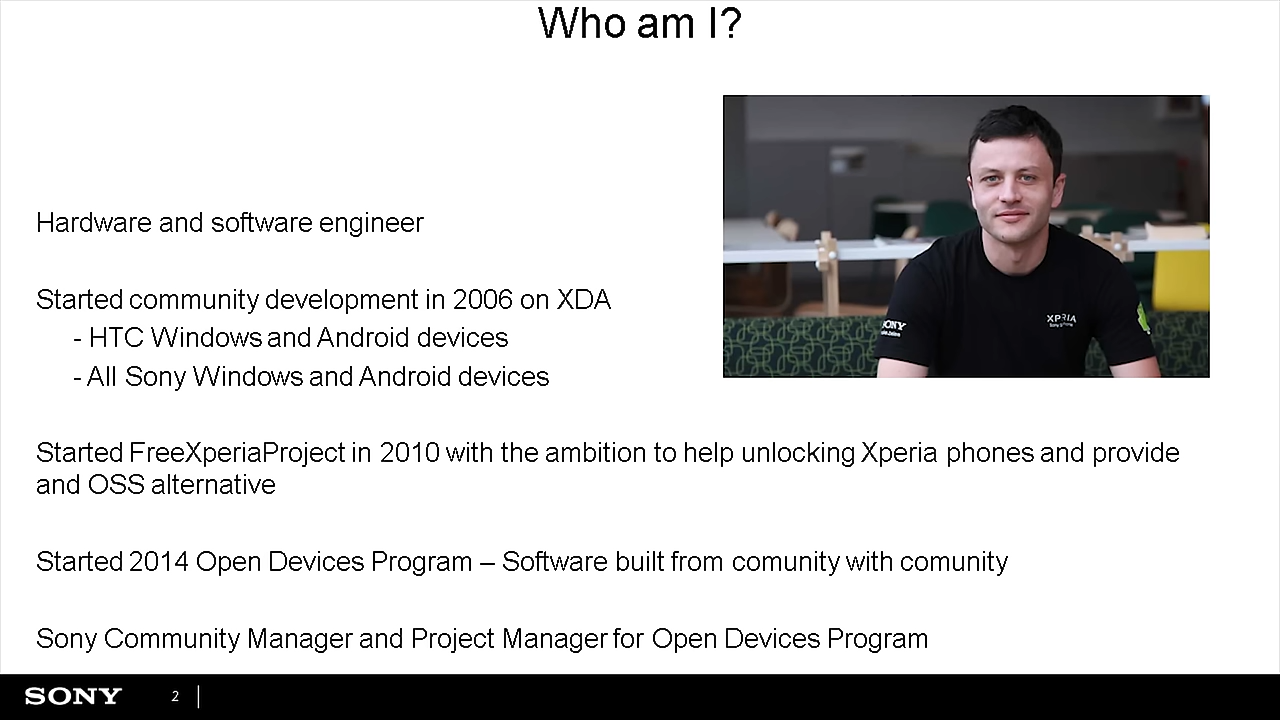 Who am I?
Hardware and software engineer
Started community development in 2006 on XDA
- HTC Windows and Android devices
- All Sony Windows and Android devices
XPERIA
SONY
Started FreeXperiaProject in 2010 with the ambition to help unlocking Xperia phones and provide
and OSS alternative
Started 2014 Open Devices Program – Software built from comunity with comunity
Sony Community Manager and Project Manager for Open Devices Program
SONY 2